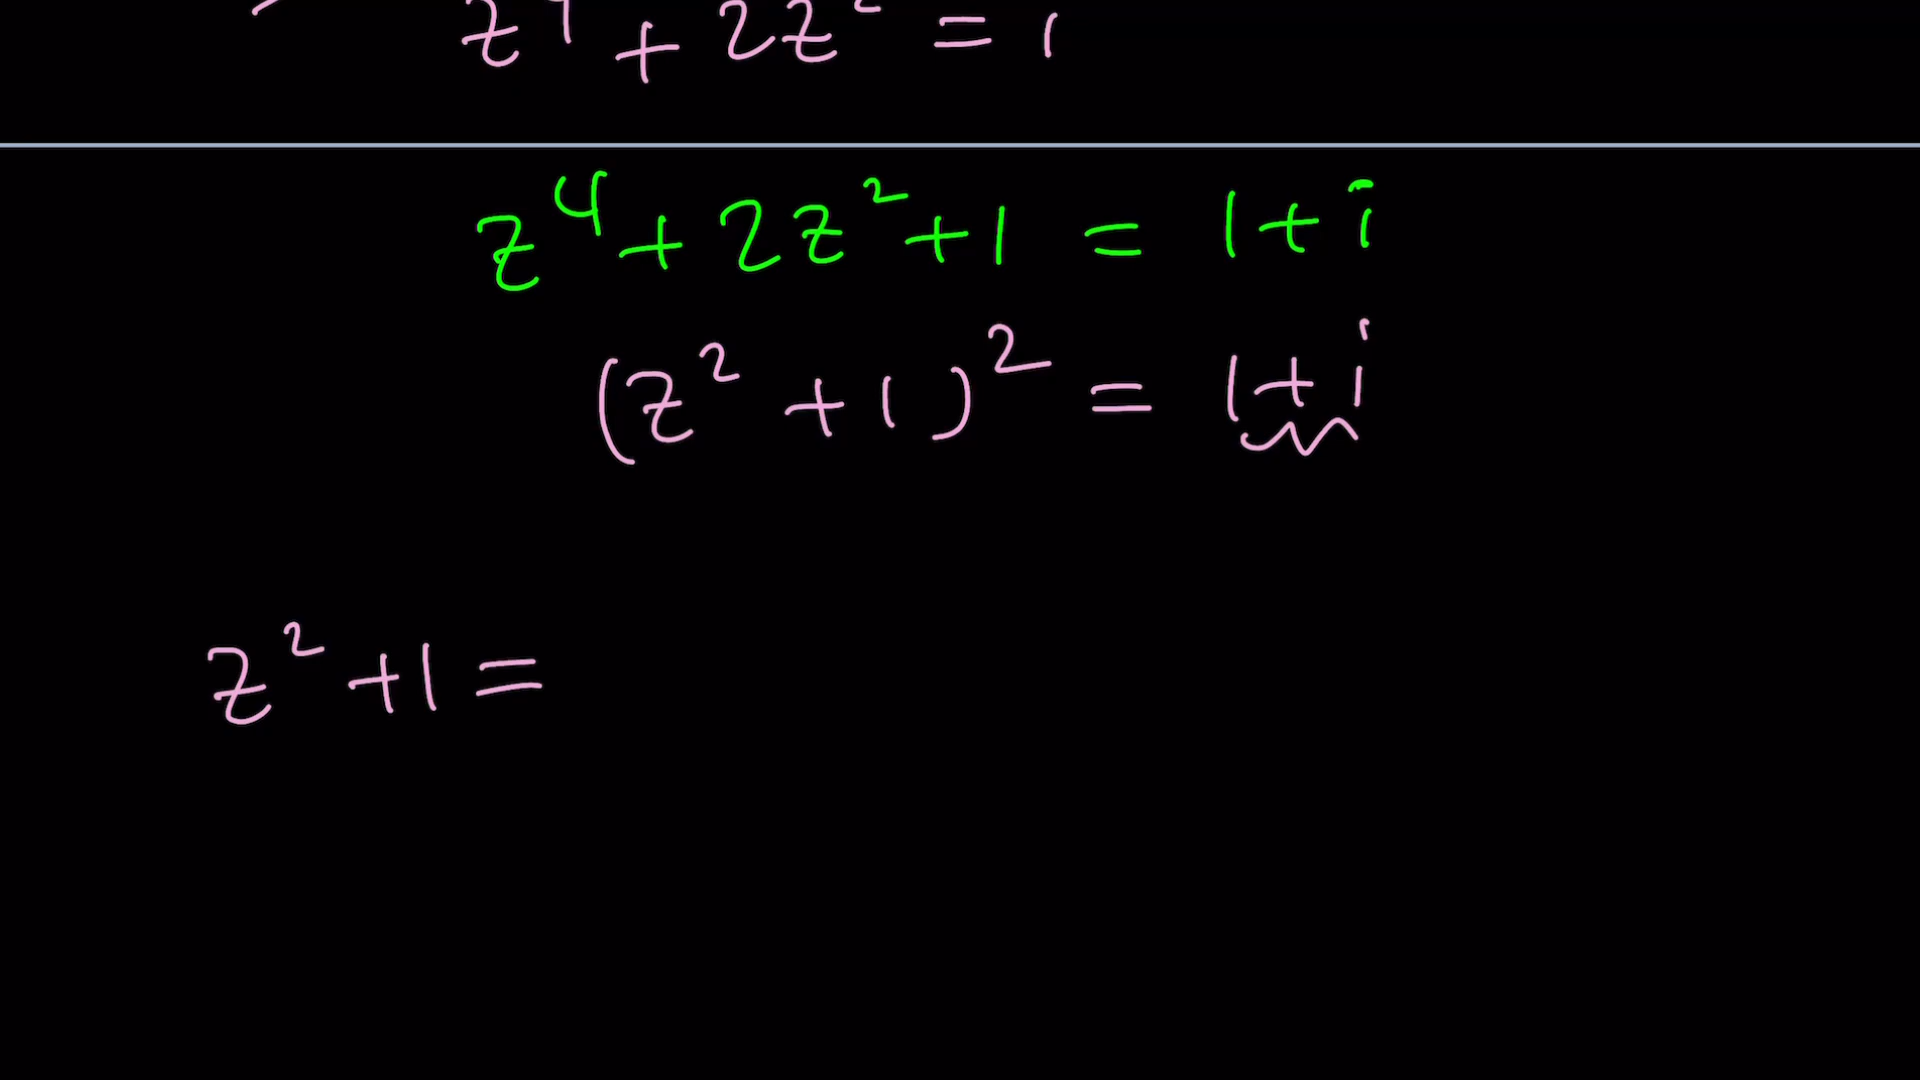 z⁴ + 2z² = i
z⁴ + 2z² + 1 = 1 + i
(z² + 1)² = 1 + i
z² + 1 =